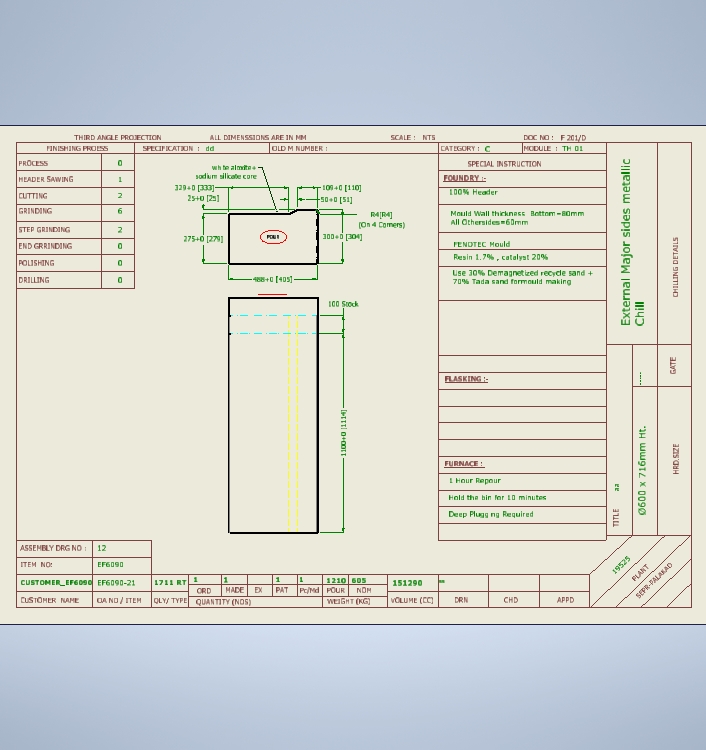 THIRD ANGLE PROJECTION ALL DIMENSSIONS ARE IN MM SCALE : NTS DOC NO : F 201/D
FINISHING PROESS SPECIFICATION : dd OLD M NUMBER : CATEGORY : C MODULE : TH 01
PROCESS 0
HEADER SAWING 1
CUTTING 2
GRINDING 6
STEP GRINDING 2
END GRRINDING 0
POLISHING 0
DRILLING 0
white aloxite+
sodium silicate core
329+0 [333]
109+0 [110]
25+0 [25]
50+0 [51]
R4[R4]
(On 4 Corners)
275+0 [279]
POUR
300+0 [304]
488+0 [495]
100 Stock
1100+0 [1114]
SPECIAL INSTRUCTION
FOUNDRY :-
100% Header
Mould Wall thickness Bottom=80mm
All Othersides=60mm
FENOTEC Mould
Resin 1.7% , catalyst 20%
Use 30% Demagnetized recycle sand +
70% Tada sand formould making
FLASKING :-
FURNACE :
1 Hour Repour
Hold the bin for 10 minutes
Deep Plugging Required
External Major sides metallic
Chill
CHILLING DETAILS
GATE
.....
Ø600 x 716mm Ht.
HRD.SIZE
TITLE aa
19525
PLANT
SEPR-PALAKAD
ASSEMBLY DRG NO : 12
ITEM NO: EF6090
CUSTOMER_EF6090 EF6090-21 1711 RT 1 1 1 1 1210 605 151290
ORD MADE EX PAT Pc/Md POUR NOM
CUSTOMER NAME OA NO / ITEM QLY/ TYPE QUANTITY (NOS) WEIGHT (KG) VOLUME (CC) DRN CHD APPD